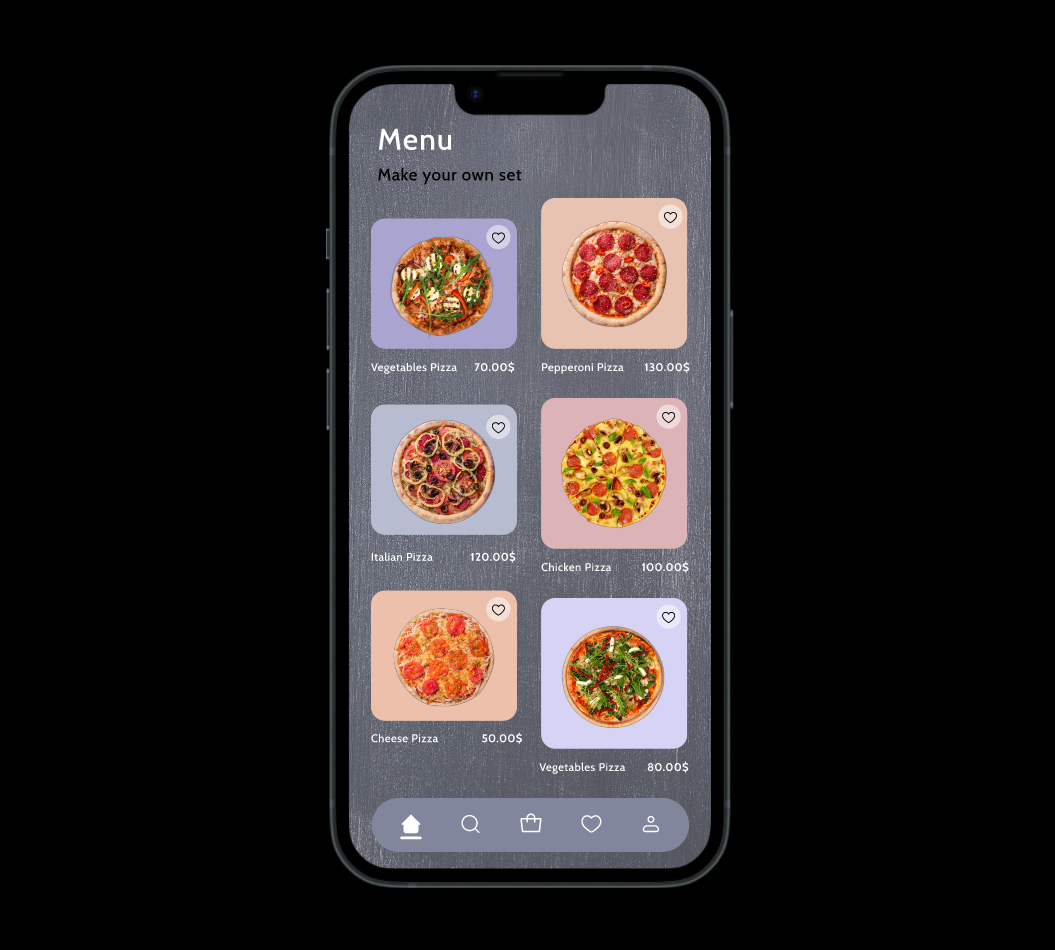 Menu
Make your own set
Vegetables Pizza 70.00$
Pepperoni Pizza 130.00$
Italian Pizza 120.00$
Chicken Pizza 100.00$
Cheese Pizza 50.00$
Vegetables Pizza 80.00$